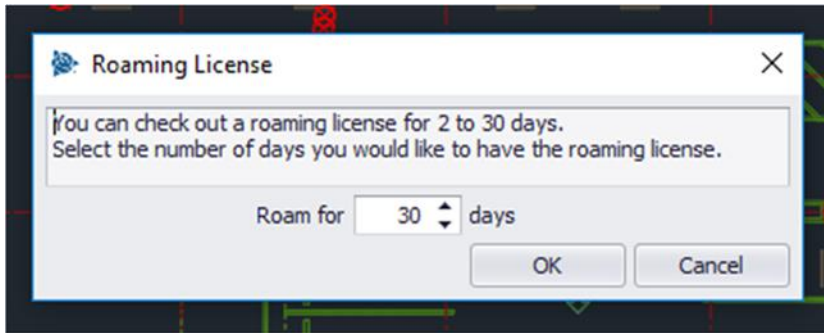 Roaming License
You can check out a roaming license for 2 to 30 days.
Select the number of days you would like to have the roaming license.
Roam for 30 days
OK Cancel